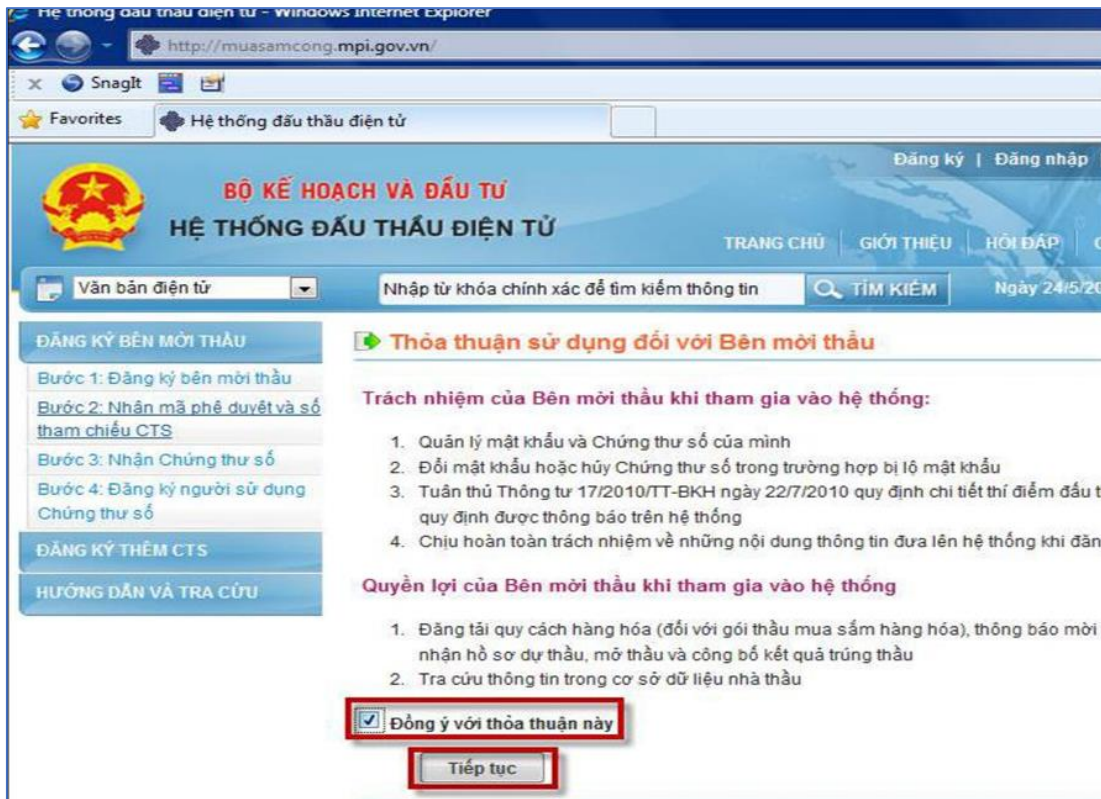 Hệ thống đấu thầu điện tử - Windows Internet Explorer
http://muasamcong.mpi.gov.vn/
x SnagIt
Favorites Hệ thống đấu thầu điện tử
Đăng ký | Đăng nhập
BỘ KẾ HOẠCH VÀ ĐẦU TƯ
HỆ THỐNG ĐẤU THẦU ĐIỆN TỬ
TRANG CHỦ GIỚI THIỆU HỎI ĐÁP
Văn bản điện tử Nhập từ khóa chính xác để tìm kiếm thông tin TÌM KIẾM Ngày 24/5/20
ĐĂNG KÝ BÊN MỜI THẦU
Bước 1: Đăng ký bên mời thầu
Bước 2: Nhận mã phê duyệt và số
tham chiếu CTS
Bước 3: Nhận Chứng thư số
Bước 4: Đăng ký người sử dụng
Chứng thư số
ĐĂNG KÝ THÊM CTS
HƯỚNG DẪN VÀ TRA CỨU
Thỏa thuận sử dụng đối với Bên mời thầu
Trách nhiệm của Bên mời thầu khi tham gia vào hệ thống:
1. Quản lý mật khẩu và Chứng thư số của mình
2. Đổi mật khẩu hoặc hủy Chứng thư số trong trường hợp bị lộ mật khẩu
3. Tuân thủ Thông tư 17/2010/TT-BKH ngày 22/7/2010 quy định chi tiết thí điểm đấu t
quy định được thông báo trên hệ thống
4. Chịu hoàn toàn trách nhiệm về những nội dung thông tin đưa lên hệ thống khi đăn
Quyền lợi của Bên mời thầu khi tham gia vào hệ thống
1. Đăng tải quy cách hàng hóa (đối với gói thầu mua sắm hàng hóa), thông báo mời
nhận hồ sơ dự thầu, mở thầu và công bố kết quả trúng thầu
2. Tra cứu thông tin trong cơ sở dữ liệu nhà thầu
Đồng ý với thỏa thuận này
Tiếp tục